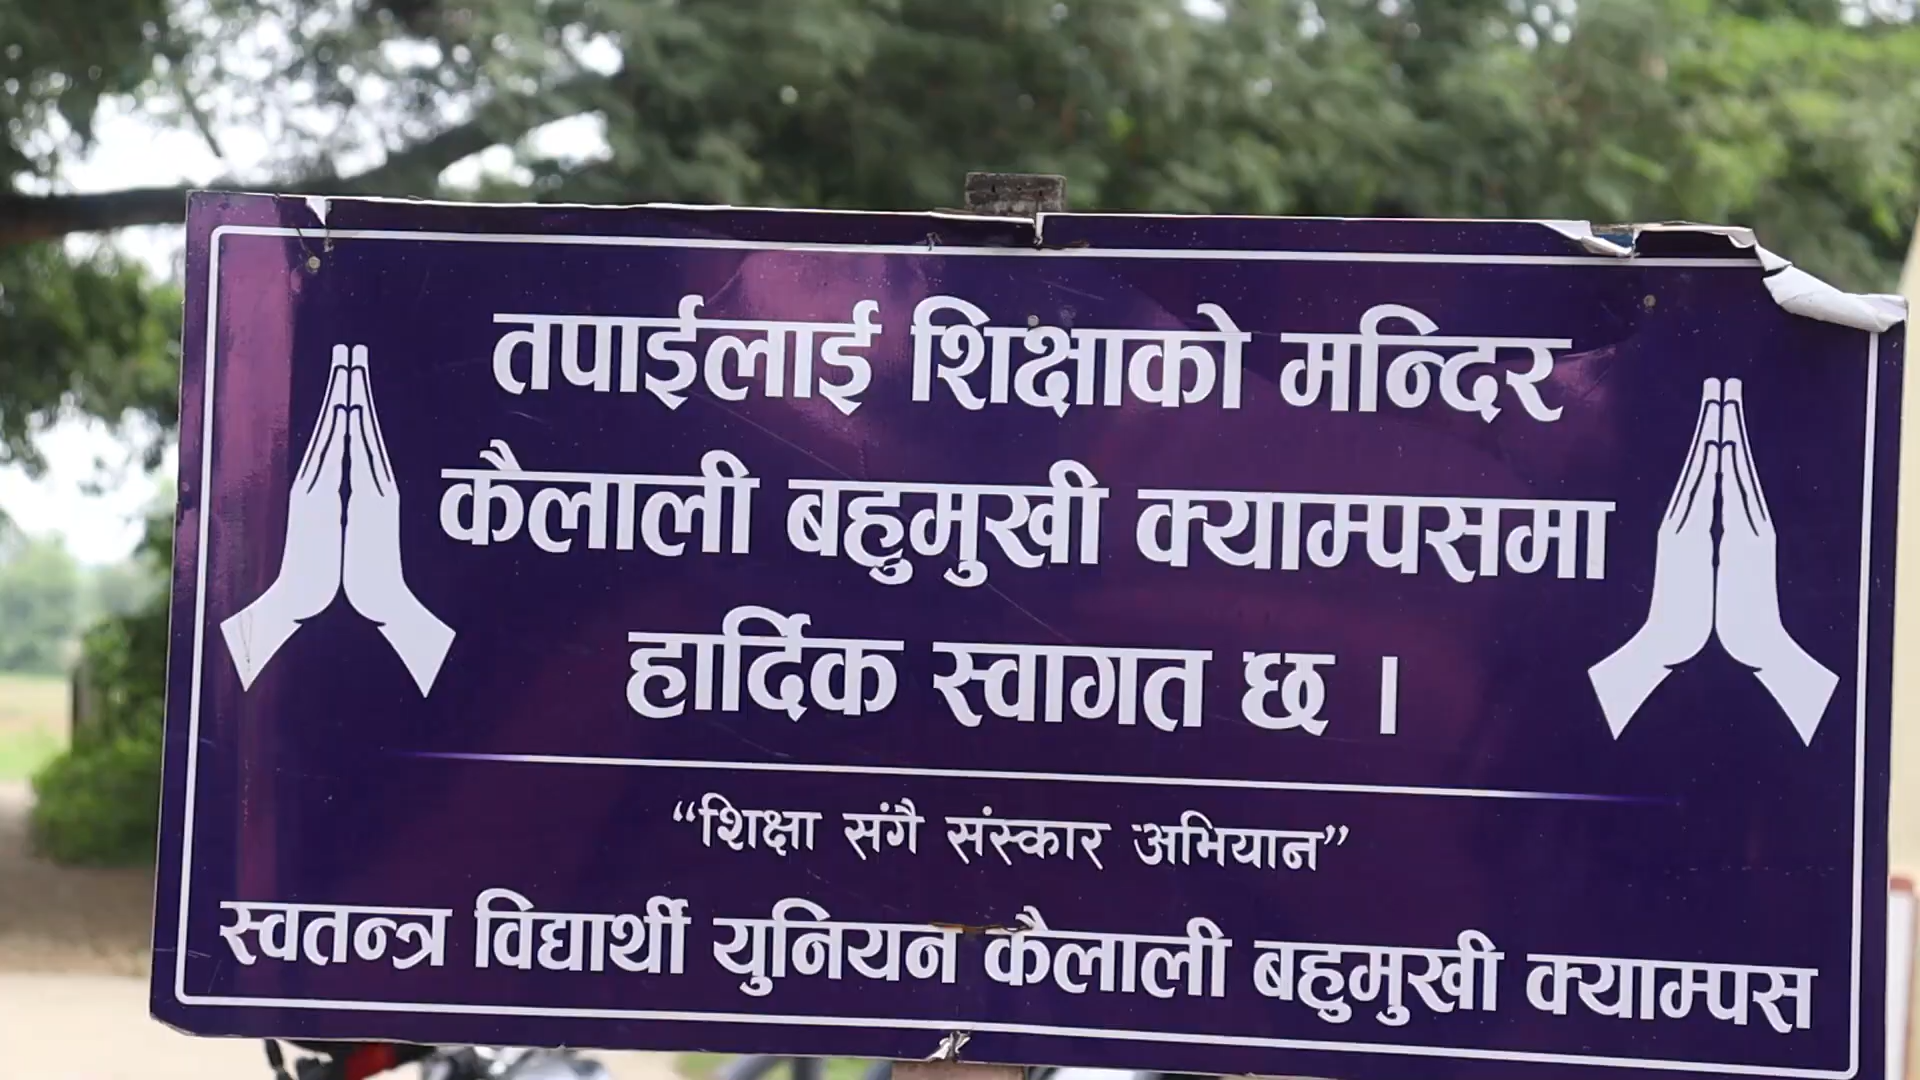 तपाईलाई शिक्षाको मन्दिर
कैलाली बहुमुखी क्याम्पसमा
हार्दिक स्वागत छ ।
“शिक्षा संगै संस्कार अभियान”
स्वतन्त्र विद्यार्थी युनियन कैलाली बहुमुखी क्याम्पस